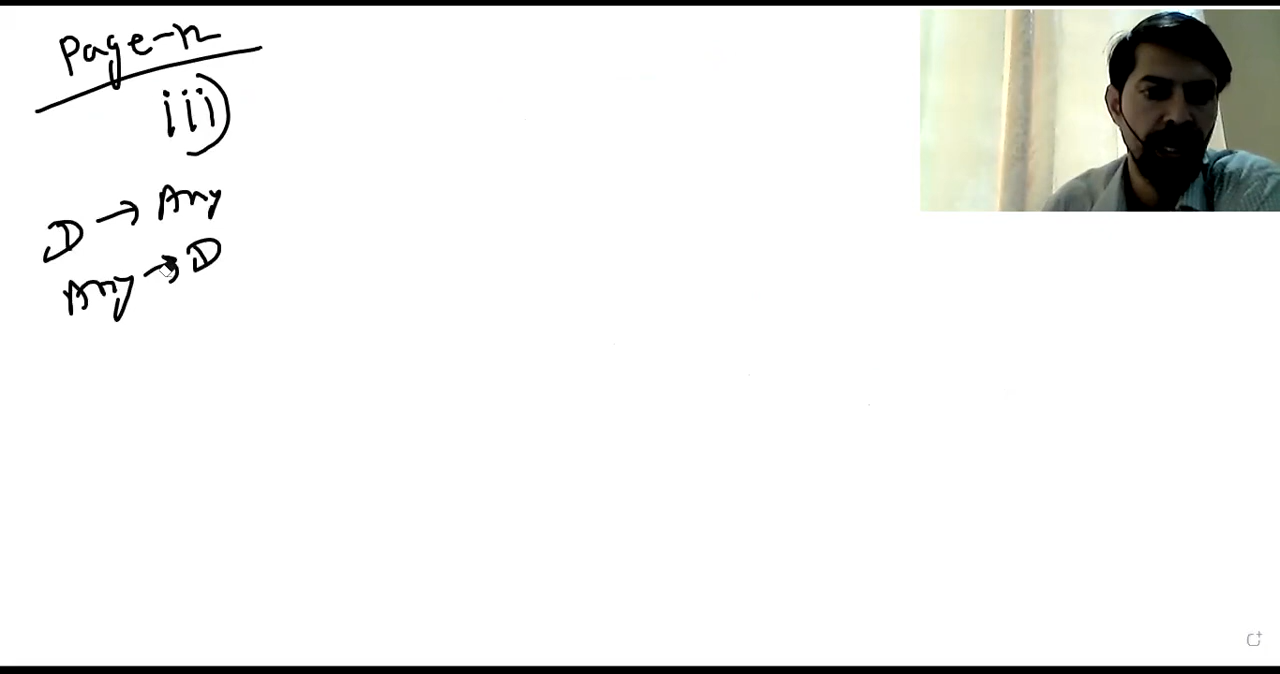 Page-n
iii)
D → Any
Any → D